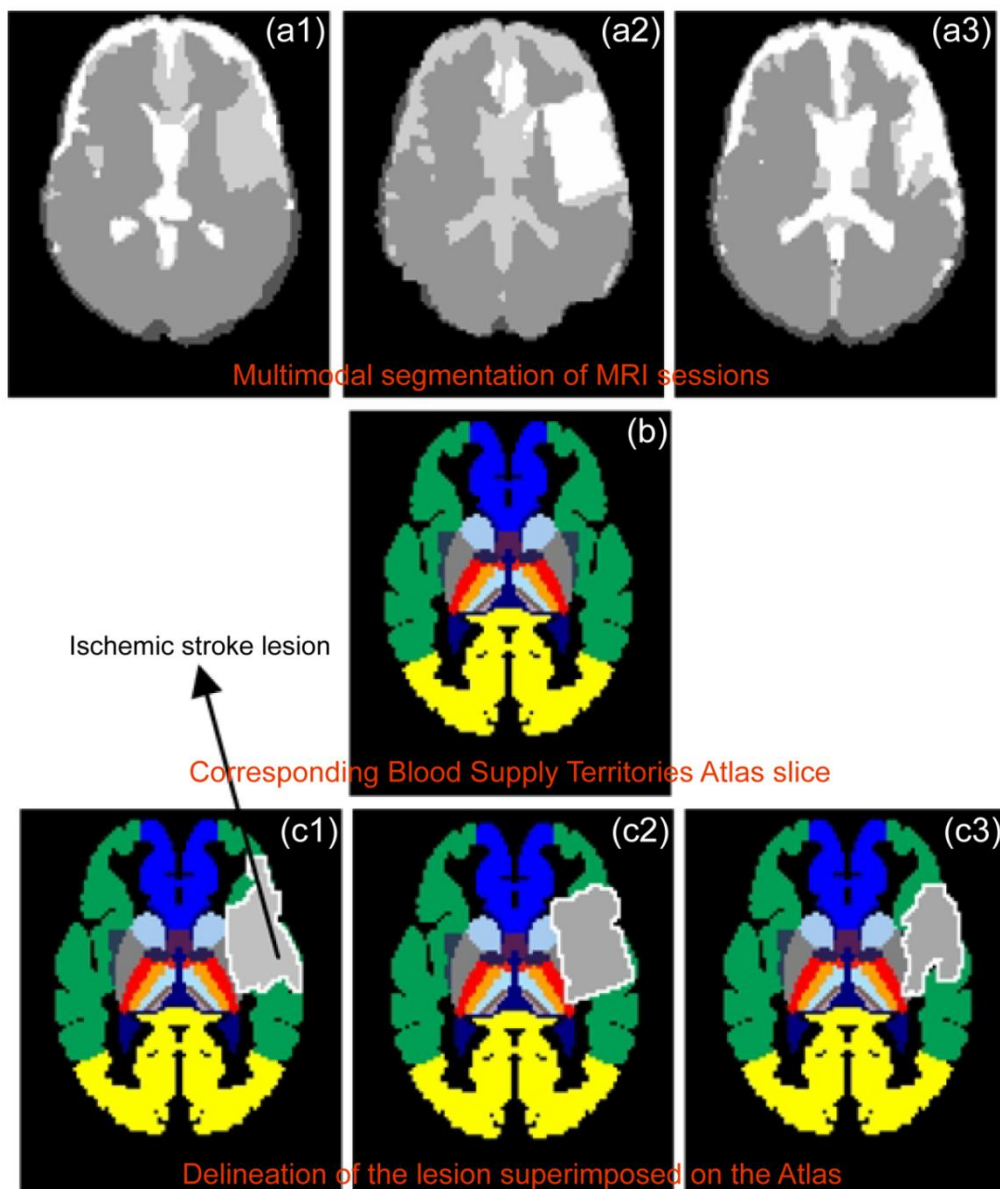 (a1)
(a2)
(a3)
Multimodal segmentation of MRI sessions
(b)
Ischemic stroke lesion
Corresponding Blood Supply Territories Atlas slice
(c1)
(c2)
(c3)
Delineation of the lesion superimposed on the Atlas